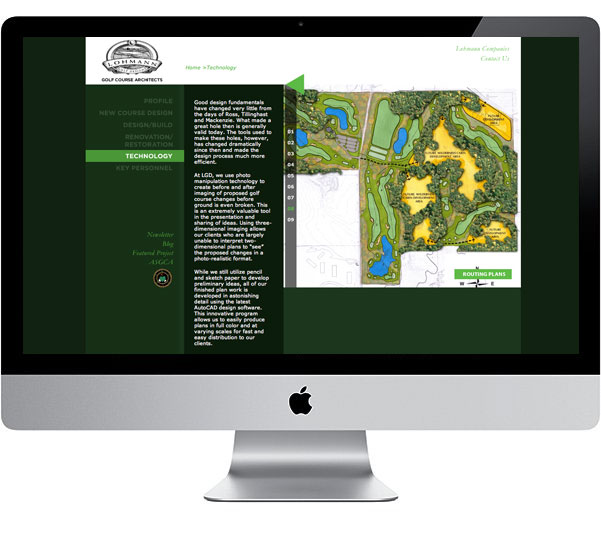 LOHMANN
GOLF COURSE ARCHITECTS
Home >Technology
Lohmann Companies
Contact Us
PROFILE
NEW COURSE DESIGN
DESIGN/BUILD
RENOVATION/
RESTORATION
TECHNOLOGY
KEY PERSONNEL
Newsletter
Blog
Featured Project
ASGCA
Good design fundamentals
have changed very little from
the days of Ross, Tillinghast
and Mackenzie. What made a
great hole then is generally
valid today. The tools used to
make these holes, however,
has changed dramatically
since then and made the
design process much more
efficient.
At LGD, we use photo
manipulation technology to
create before and after
imaging of proposed golf
course changes before
ground is even broken. This
is an extremely valuable tool
in the presentation and
sharing of ideas. Using three-
dimensional imaging allows
our clients who are largely
unable to interpret two-
dimensional plans to "see"
the proposed changes in a
photo-realistic format.
While we still utilize pencil
and sketch paper to develop
preliminary ideas, all of our
finished plan work is
developed in astonishing
detail using the latest
AutoCAD design software.
This innovative program
allows us to easily produce
plans in full color and at
varying scales for fast and
easy distribution to our
clients.
01
02
03
04
05
06
07
08
09
FUTURE
DEVELOPMENT
AREA
DEVELOPMENT AREA
ROUTING PLANS
W
E